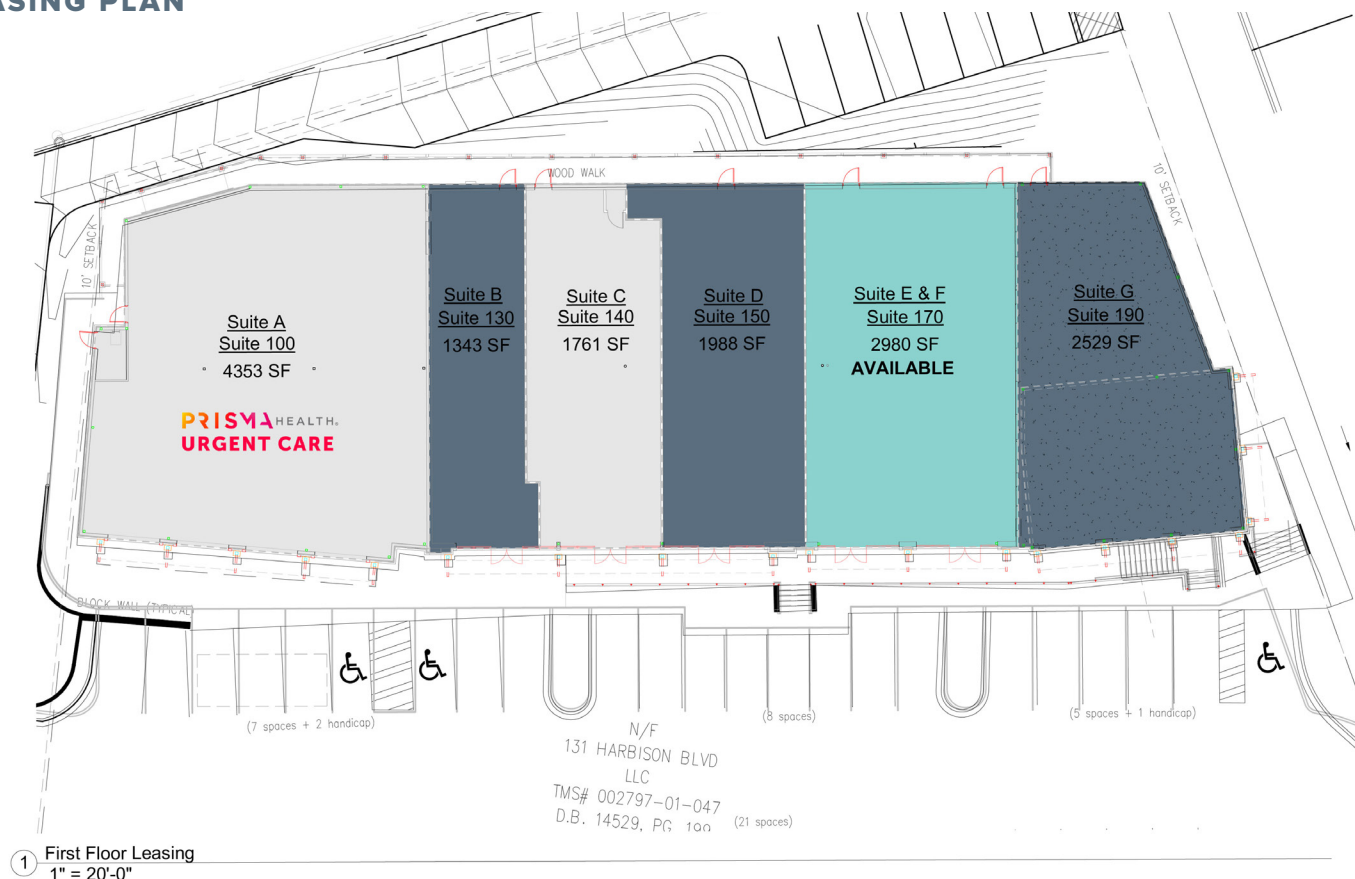 ASING PLAN
WOOD WALK
10' SETBACK
10' SETBACK
Suite A
Suite 100
4353 SF
PRISMA HEALTH®
URGENT CARE
Suite B
Suite 130
1343 SF
Suite C
Suite 140
1761 SF
Suite D
Suite 150
1988 SF
Suite E & F
Suite 170
2980 SF
AVAILABLE
Suite G
Suite 190
2529 SF
BLOCK WALL (TYPICAL)
(7 spaces + 2 handicap)
(8 spaces)
(5 spaces + 1 handicap)
N/F
131 HARBISON BLVD
LLC
TMS# 002797-01-047
D.B. 14529, PG. 199
(21 spaces)
1 First Floor Leasing
1" = 20'-0"